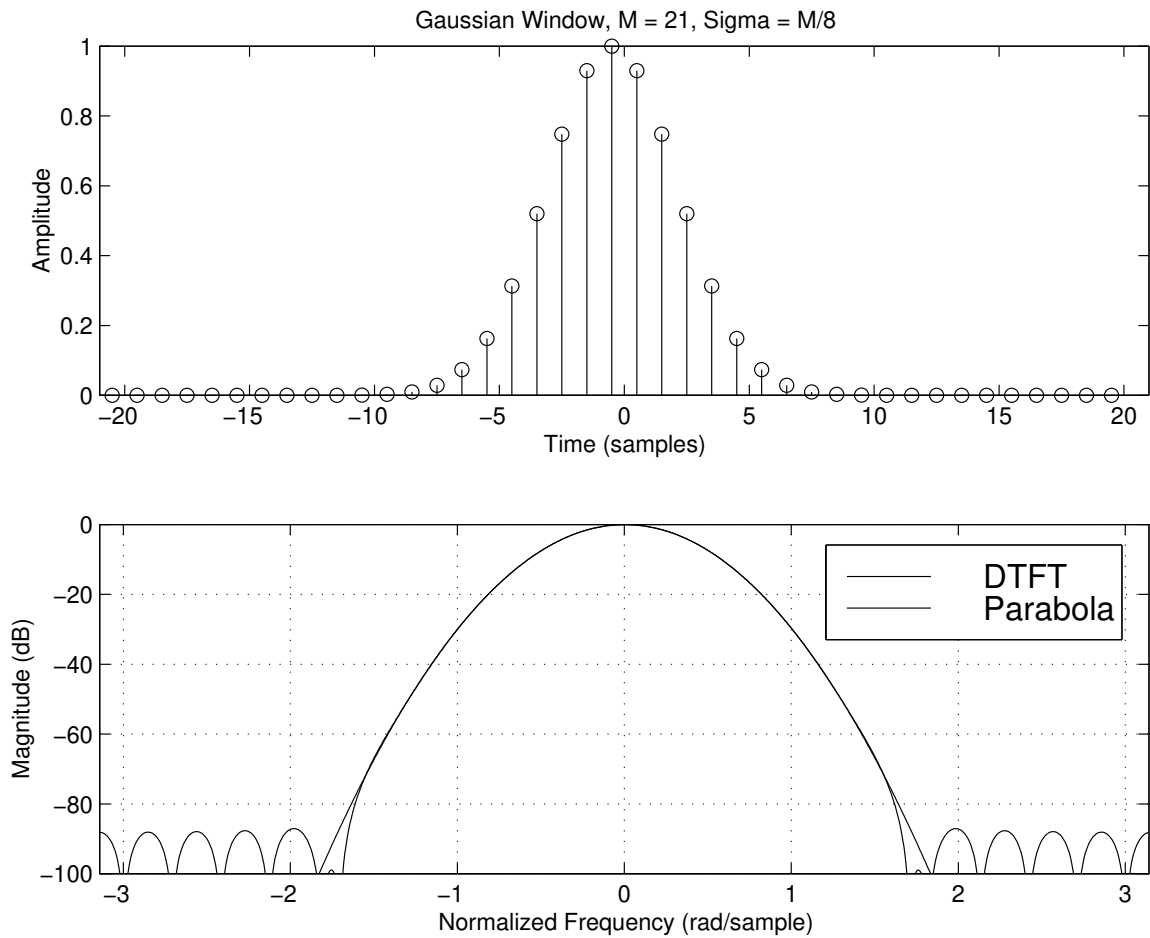 Gaussian Window, M = 21, Sigma = M/8
1
0.8
0.6
0.4
0.2
0
Amplitude
−20 −15 −10 −5 0 5 10 15 20
Time (samples)
0
−20
−40
−60
−80
−100
Magnitude (dB)
DTFT
Parabola
−3 −2 −1 0 1 2 3
Normalized Frequency (rad/sample)